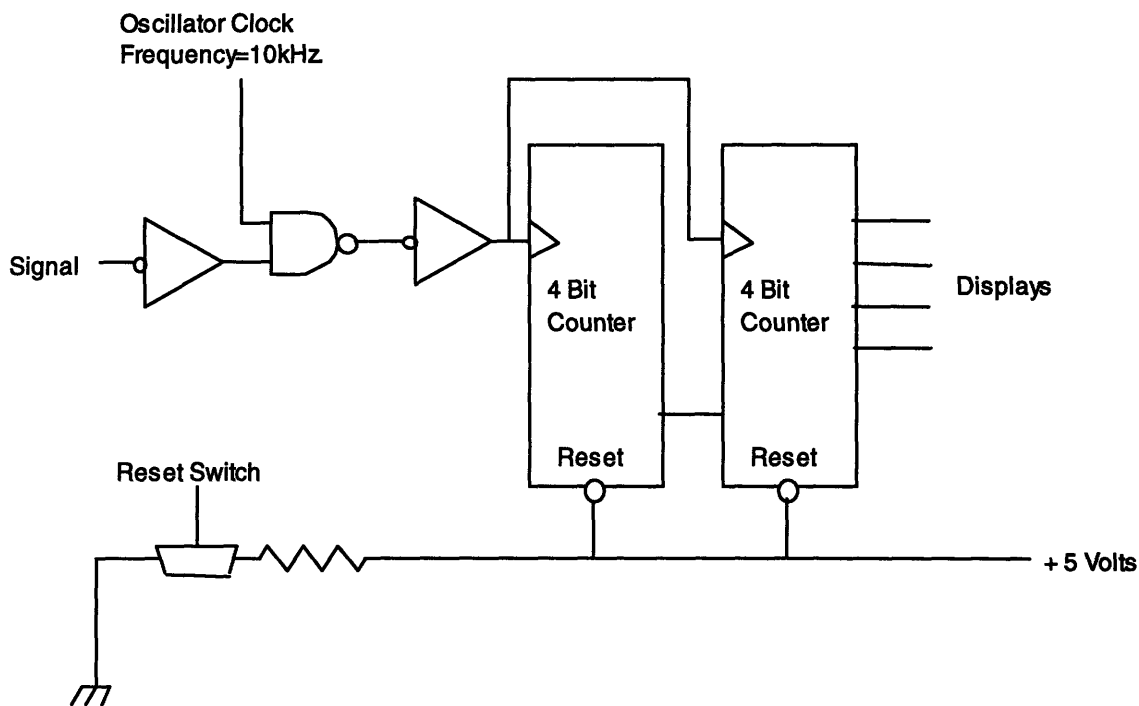 Oscillator Clock
Frequency=10kHz.
Signal
4 Bit
Counter
4 Bit
Counter
Displays
Reset
Reset
Reset Switch
+ 5 Volts